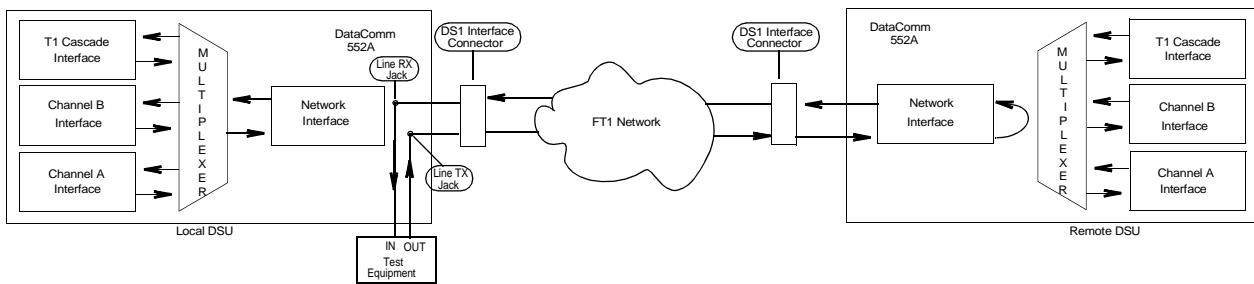 T1 Cascade
Interface
Channel B
Interface
Channel A
Interface
MULTIPLEXER
Network
Interface
DataComm
552A
Line RX
Jack
DS1 Interface
Connector
Line TX
Jack
IN OUT
Test
Equipment
Local DSU
FT1 Network
DS1 Interface
Connector
DataComm
552A
Network
Interface
MULTIPLEXER
T1 Cascade
Interface
Channel B
Interface
Channel A
Interface
Remote DSU